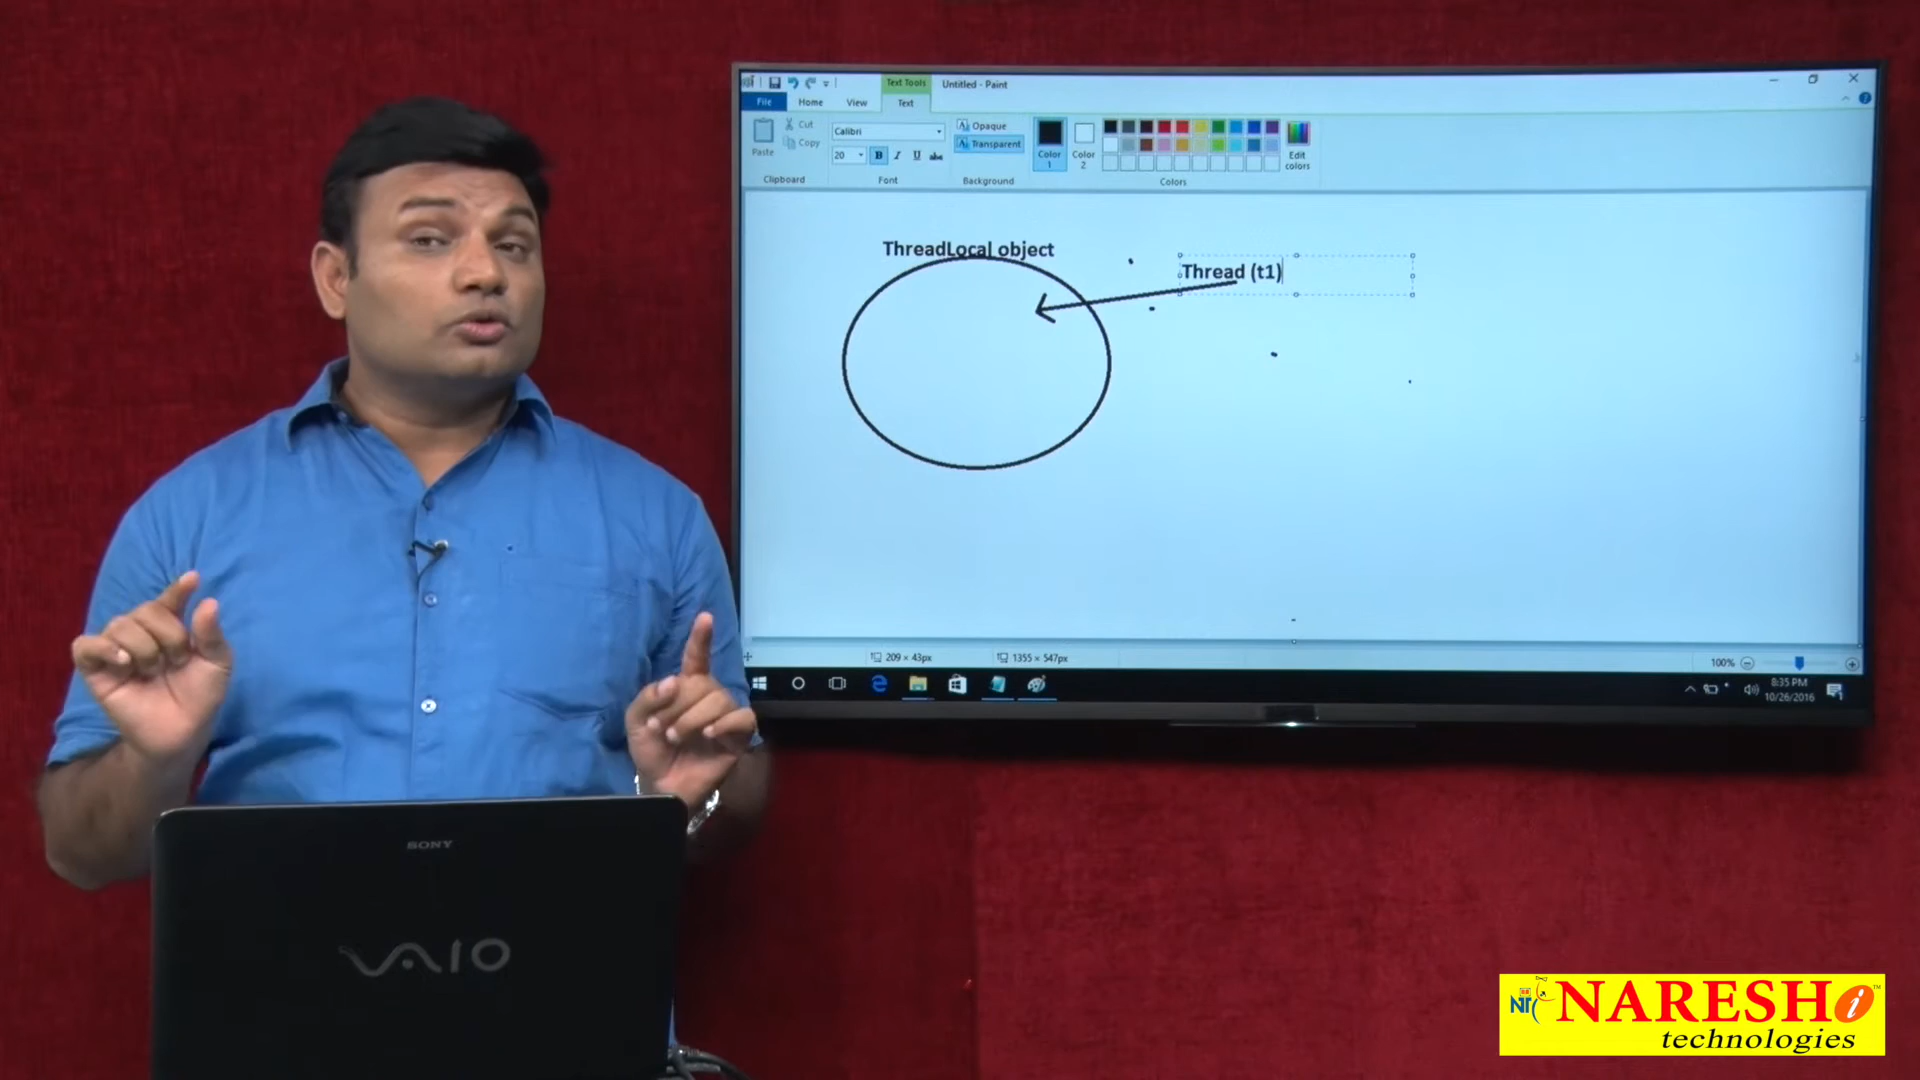 Text Tools
Untitled - Paint
File
Home
View
Text
Paste
Cut
Copy
Clipboard
Calibri
20
B I U abc
Font
Opaque
Transparent
Background
Color 1
Color 2
Edit colors
Colors
ThreadLocal object
Thread (t1)
209 × 43px
1355 × 547px
100%
8:35 PM
10/26/2016
SONY
VAIO
NARESH i
TM
technologies